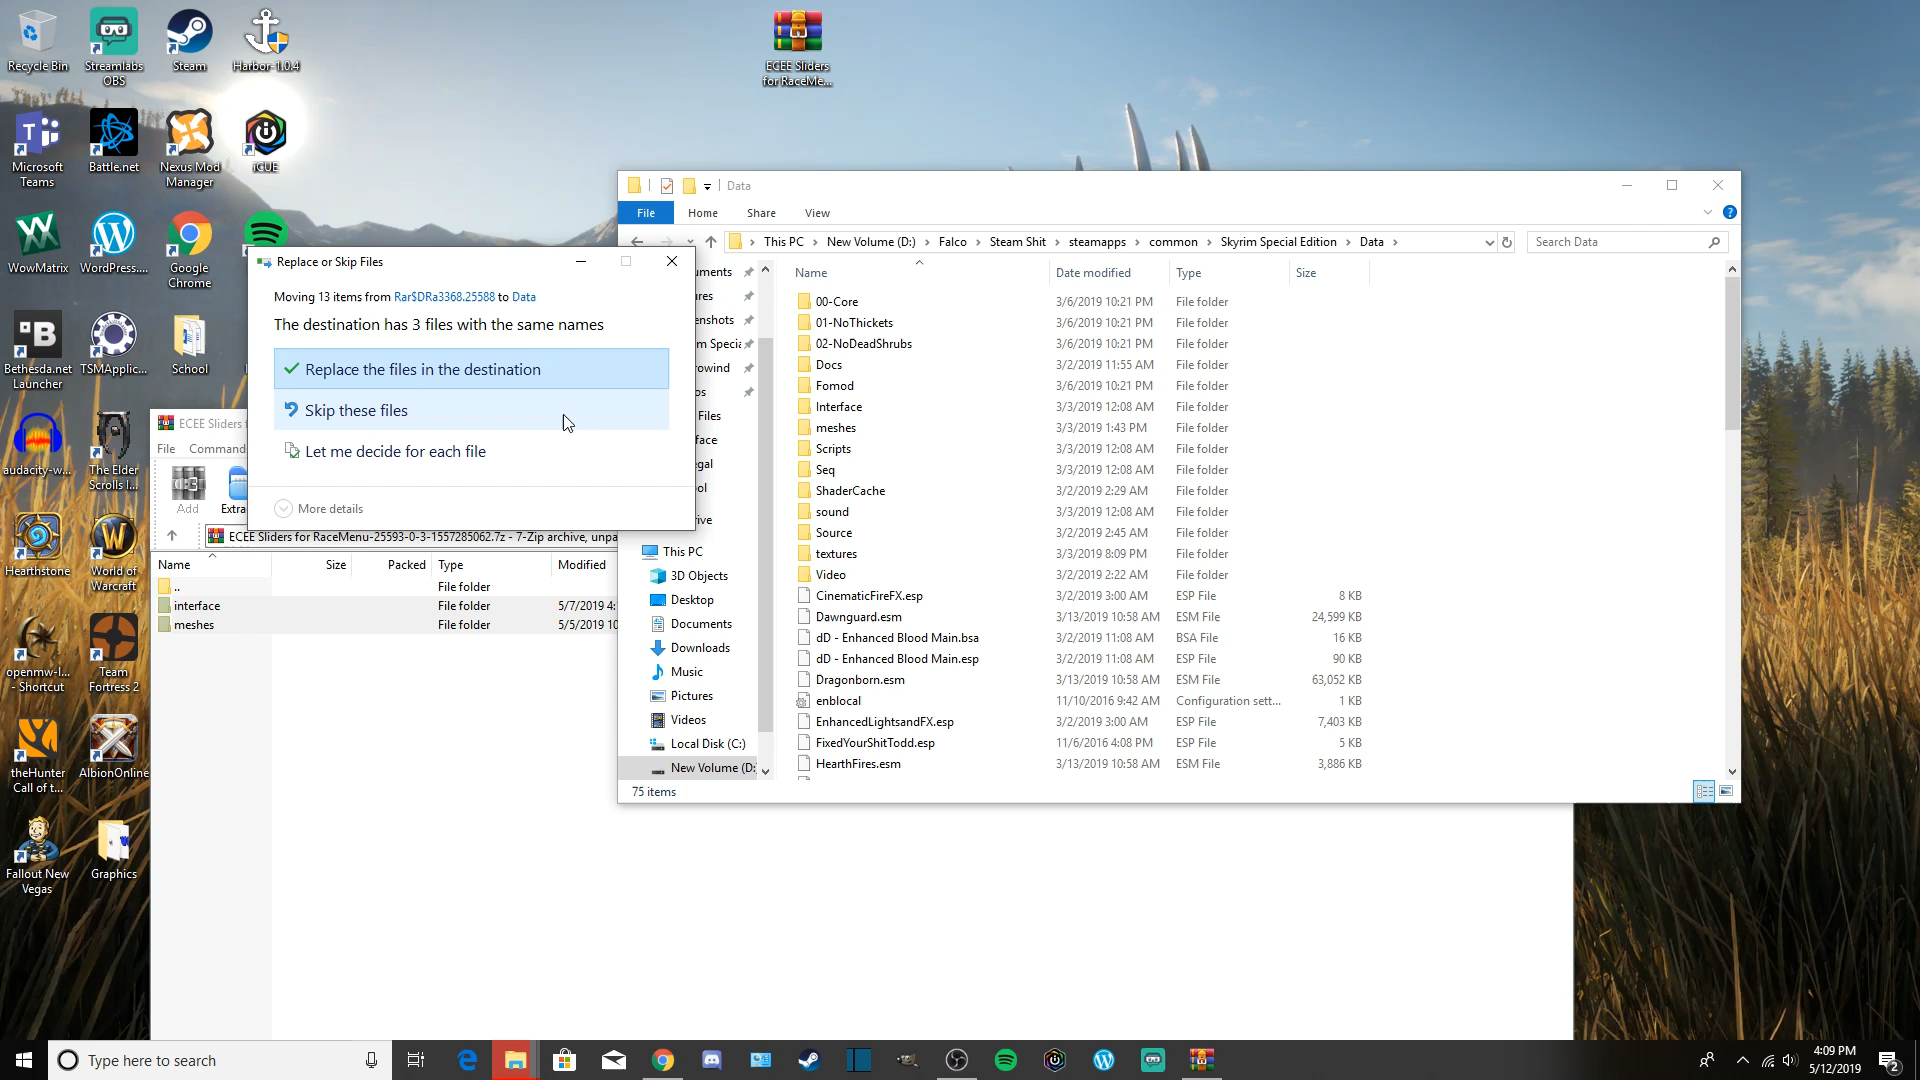 Recycle Bin
Streamlabs
OBS
Steam
Harbor-1.0.4
ECEE Sliders
for RaceMe...
Microsoft
Teams
Battle.net
Nexus Mod
Manager
iCUE
WowMatrix
WordPress....
Google
Chrome
Bethesda.net
Launcher
TSMApplic...
School
audacity-w...
The Elder
Scrolls I...
Hearthstone
World of
Warcraft
openmw-l...
- Shortcut
Team
Fortress 2
theHunter
Call of t...
AlbionOnline
Fallout New
Vegas
Graphics
Replace or Skip Files
Moving 13 items from Rar$DRa3368.25588 to Data
The destination has 3 files with the same names
Replace the files in the destination
Skip these files
Let me decide for each file
More details
ECEE Sliders f
File Command
Add Extra
ECEE Sliders for RaceMenu-25593-0-3-1557285062.7z - 7-Zip archive, unpa
Name Size Packed Type Modified
.. File folder
interface File folder 5/7/2019 4:
meshes File folder 5/5/2019 10
Data
File Home Share View
This PC New Volume (D:) Falco Steam Shit steamapps common Skyrim Special Edition Data
Search Data
uments
ures
enshots
m Specia
rowind
os
Files
face
egal
ol
rive
This PC
3D Objects
Desktop
Documents
Downloads
Music
Pictures
Videos
Local Disk (C:)
New Volume (D:
Name Date modified Type Size
00-Core 3/6/2019 10:21 PM File folder
01-NoThickets 3/6/2019 10:21 PM File folder
02-NoDeadShrubs 3/6/2019 10:21 PM File folder
Docs 3/2/2019 11:55 AM File folder
Fomod 3/6/2019 10:21 PM File folder
Interface 3/3/2019 12:08 AM File folder
meshes 3/3/2019 1:43 PM File folder
Scripts 3/3/2019 12:08 AM File folder
Seq 3/3/2019 12:08 AM File folder
ShaderCache 3/2/2019 2:29 AM File folder
sound 3/3/2019 12:08 AM File folder
Source 3/2/2019 2:45 AM File folder
textures 3/3/2019 8:09 PM File folder
Video 3/2/2019 2:22 AM File folder
CinematicFireFX.esp 3/2/2019 3:00 AM ESP File 8 KB
Dawnguard.esm 3/13/2019 10:58 AM ESM File 24,599 KB
dD - Enhanced Blood Main.bsa 3/2/2019 11:08 AM BSA File 16 KB
dD - Enhanced Blood Main.esp 3/2/2019 11:08 AM ESP File 90 KB
Dragonborn.esm 3/13/2019 10:58 AM ESM File 63,052 KB
enblocal 11/10/2016 9:42 AM Configuration sett... 1 KB
EnhancedLightsandFX.esp 3/2/2019 3:00 AM ESP File 7,403 KB
FixedYourShitTodd.esp 11/6/2016 4:08 PM ESP File 5 KB
HearthFires.esm 3/13/2019 10:58 AM ESM File 3,886 KB
75 items
Type here to search
4:09 PM
5/12/2019
2